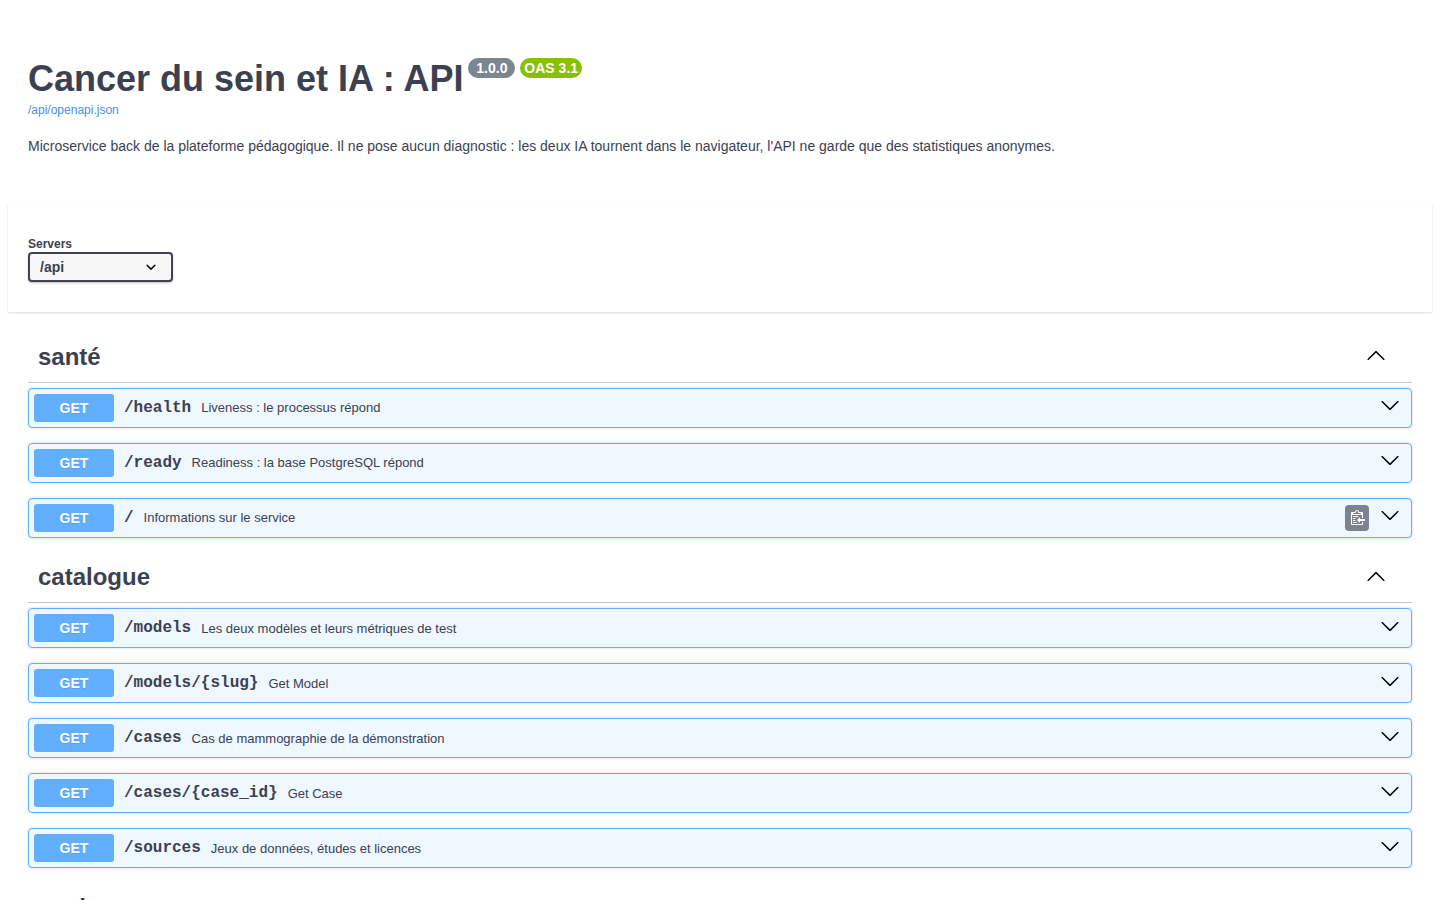 Cancer du sein et IA : API 1.0.0 OAS 3.1
/api/openapi.json
Microservice back de la plateforme pédagogique. Il ne pose aucun diagnostic : les deux IA tournent dans le navigateur, l'API ne garde que des statistiques anonymes.
Servers
/api
santé
GET /health Liveness : le processus répond
GET /ready Readiness : la base PostgreSQL répond
GET / Informations sur le service
catalogue
GET /models Les deux modèles et leurs métriques de test
GET /models/{slug} Get Model
GET /cases Cas de mammographie de la démonstration
GET /cases/{case_id} Get Case
GET /sources Jeux de données, études et licences